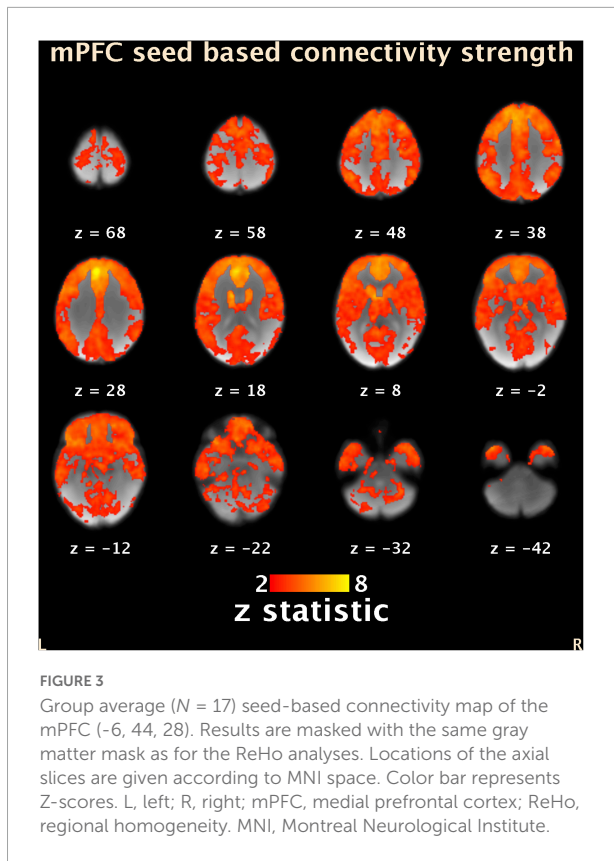 mPFC seed based connectivity strength
z = 68 z = 58 z = 48 z = 38
z = 28 z = 18 z = 8 z = -2
z = -12 z = -22 z = -32 z = -42
2 8
z statistic
L R
FIGURE 3
Group average (N = 17) seed-based connectivity map of the
mPFC (-6, 44, 28). Results are masked with the same gray
matter mask as for the ReHo analyses. Locations of the axial
slices are given according to MNI space. Color bar represents
Z-scores. L, left; R, right; mPFC, medial prefrontal cortex; ReHo,
regional homogeneity. MNI, Montreal Neurological Institute.